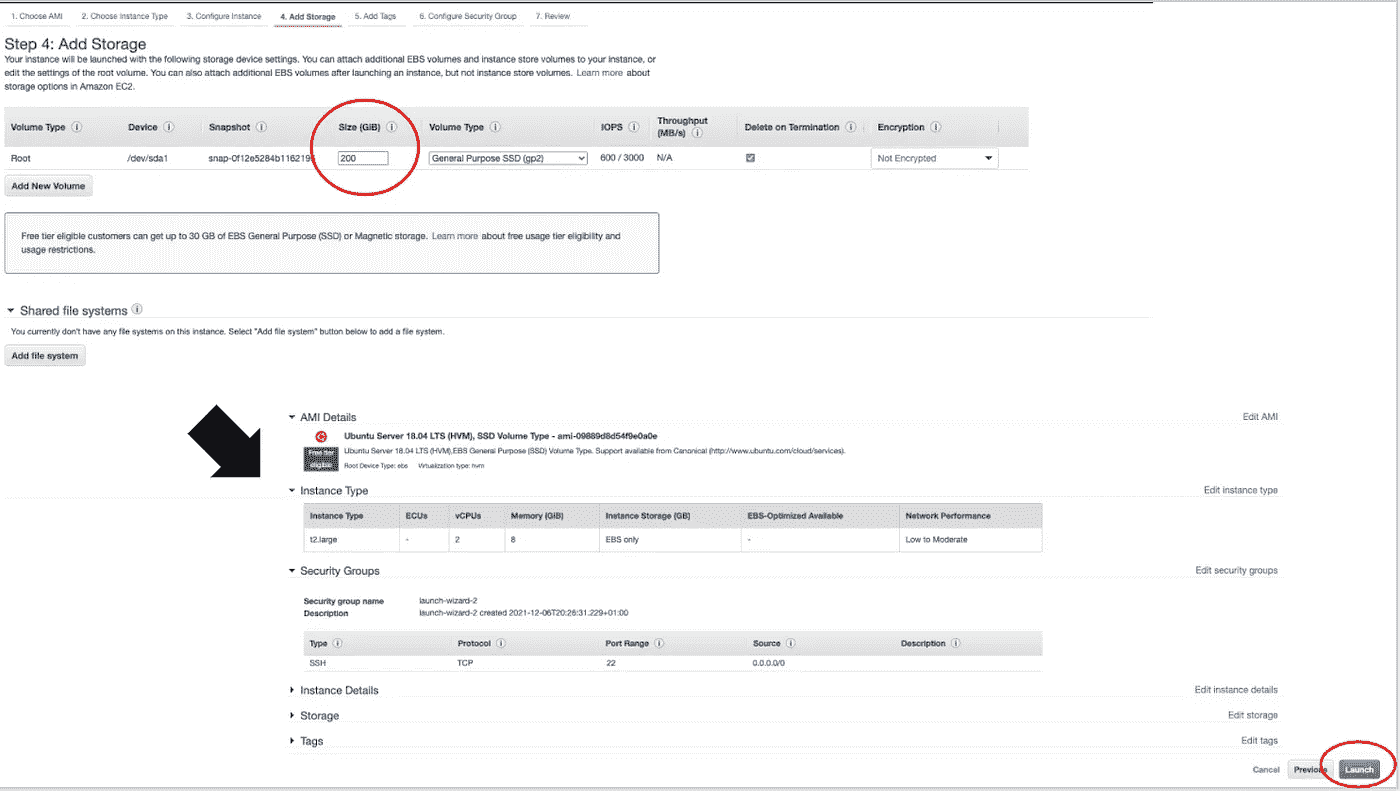 1. Choose AMI 2. Choose Instance Type 3. Configure Instance 4. Add Storage 5. Add Tags 6. Configure Security Group 7. Review
Step 4: Add Storage
Your instance will be launched with the following storage device settings. You can attach additional EBS volumes and instance store volumes to your instance, or
edit the settings of the root volume. You can also attach additional EBS volumes after launching an instance, but not instance store volumes. Learn more about
storage options in Amazon EC2.
Volume Type Device Snapshot Size (GiB) Volume Type IOPS Throughput (MB/s) Delete on Termination Encryption
Root /dev/sda1 200 General Purpose SSD (gp2) 600 / 3000 N/A Not Encrypted
Add New Volume
Free tier eligible customers can get up to 30 GB of EBS General Purpose (SSD) or Magnetic storage. Learn more about free usage tier eligibility and
usage restrictions.
Shared file systems
You currently don't have any file systems on this instance. Select "Add file system" button below to add a file system.
Add file system
AMI Details Edit AMI
Ubuntu Server 18.04 LTS (HVM), SSD Volume Type - ami-09889d8d54f9e0a0e
Free tier
eligible
Ubuntu Server 18.04 LTS (HVM),EBS General Purpose (SSD) Volume Type. Support available from Canonical (http://www.ubuntu.com/cloud/services).
Root Device Type: ebs Virtualization type: hvm
Instance Type Edit instance type
Instance Type ECUs vCPUs Memory (GiB) Instance Storage (GB) EBS-Optimized Available Network Performance
t2.large - 2 8 EBS only - Low to Moderate
Security Groups Edit security groups
Security group name launch-wizard-2
Description launch-wizard-2 created 2021-12-06T20:26:31.229+01:00
Type Protocol Port Range Source Description
SSH TCP 22 0.0.0.0/0
Instance Details Edit instance details
Storage Edit storage
Tags Edit tags
Cancel Previous Launch